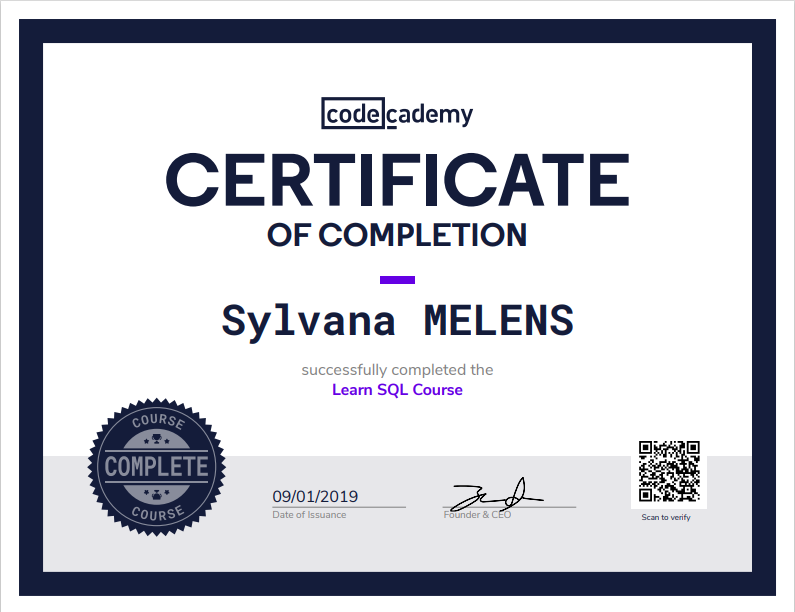 codecademy
CERTIFICATE
OF COMPLETION
Sylvana MELENS
successfully completed the
Learn SQL Course
COURSE
COMPLETE
COURSE
09/01/2019
Date of Issuance
Founder & CEO
Scan to verify